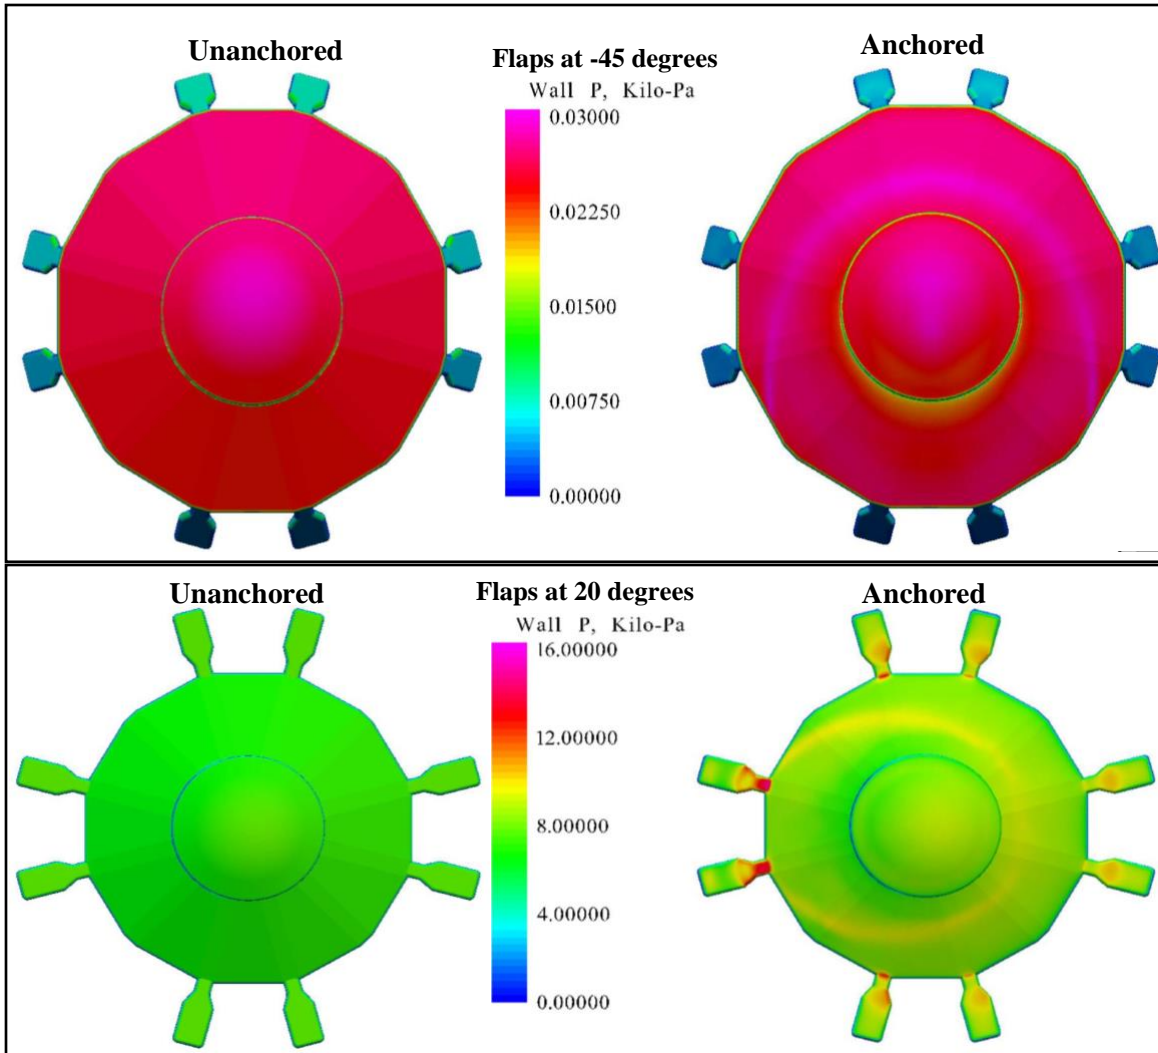 Unanchored
Flaps at -45 degrees
Anchored
Wall P, Kilo-Pa
0.03000
0.02250
0.01500
0.00750
0.00000
Unanchored
Flaps at 20 degrees
Anchored
Wall P, Kilo-Pa
16.00000
12.00000
8.00000
4.00000
0.00000